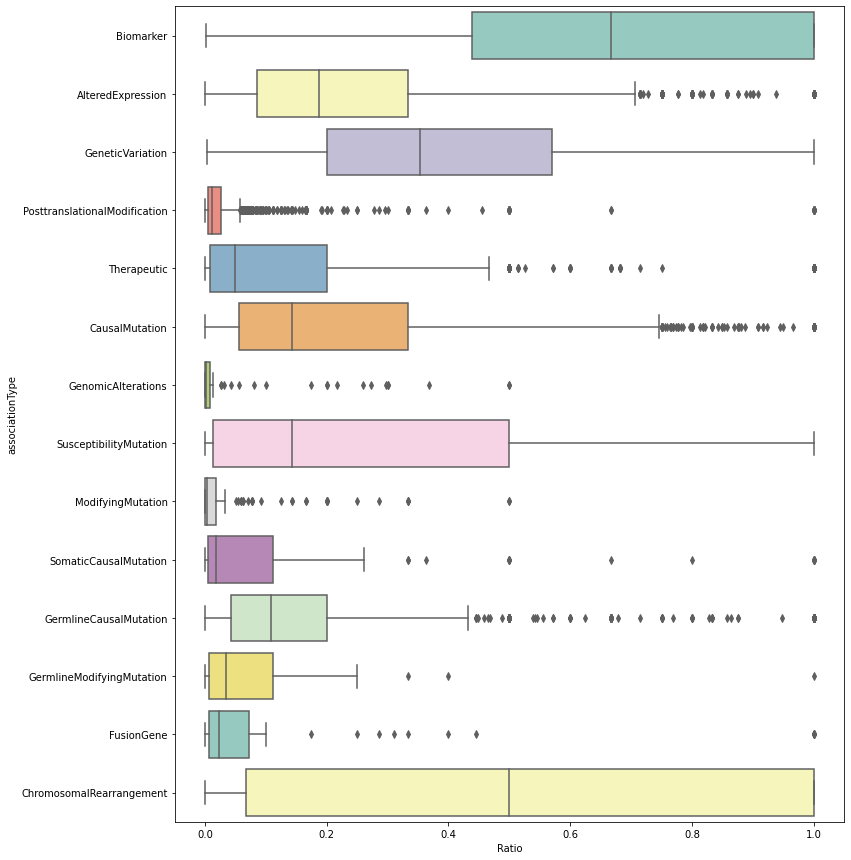 Biomarker
AlteredExpression
GeneticVariation
PosttranslationalModification
Therapeutic
CausalMutation
GenomicAlterations
SusceptibilityMutation
ModifyingMutation
SomaticCausalMutation
GermlineCausalMutation
GermlineModifyingMutation
FusionGene
ChromosomalRearrangement
associationType
0.0 0.2 0.4 0.6 0.8 1.0
Ratio